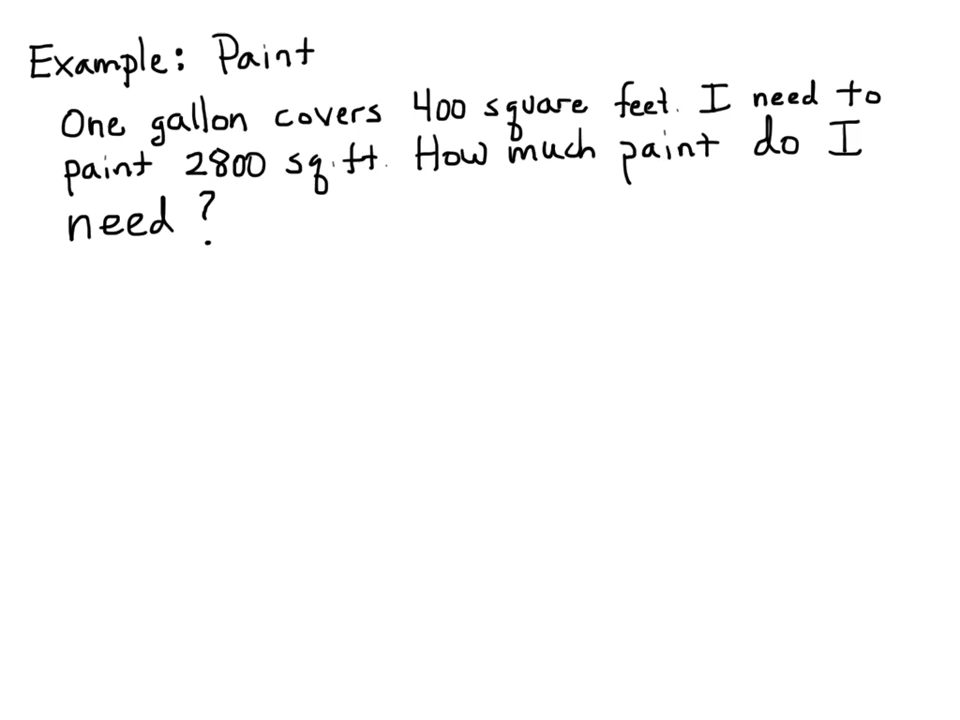 Example: Paint
One gallon covers 400 square feet. I need to
paint 2800 sq.ft. How much paint do I
need?